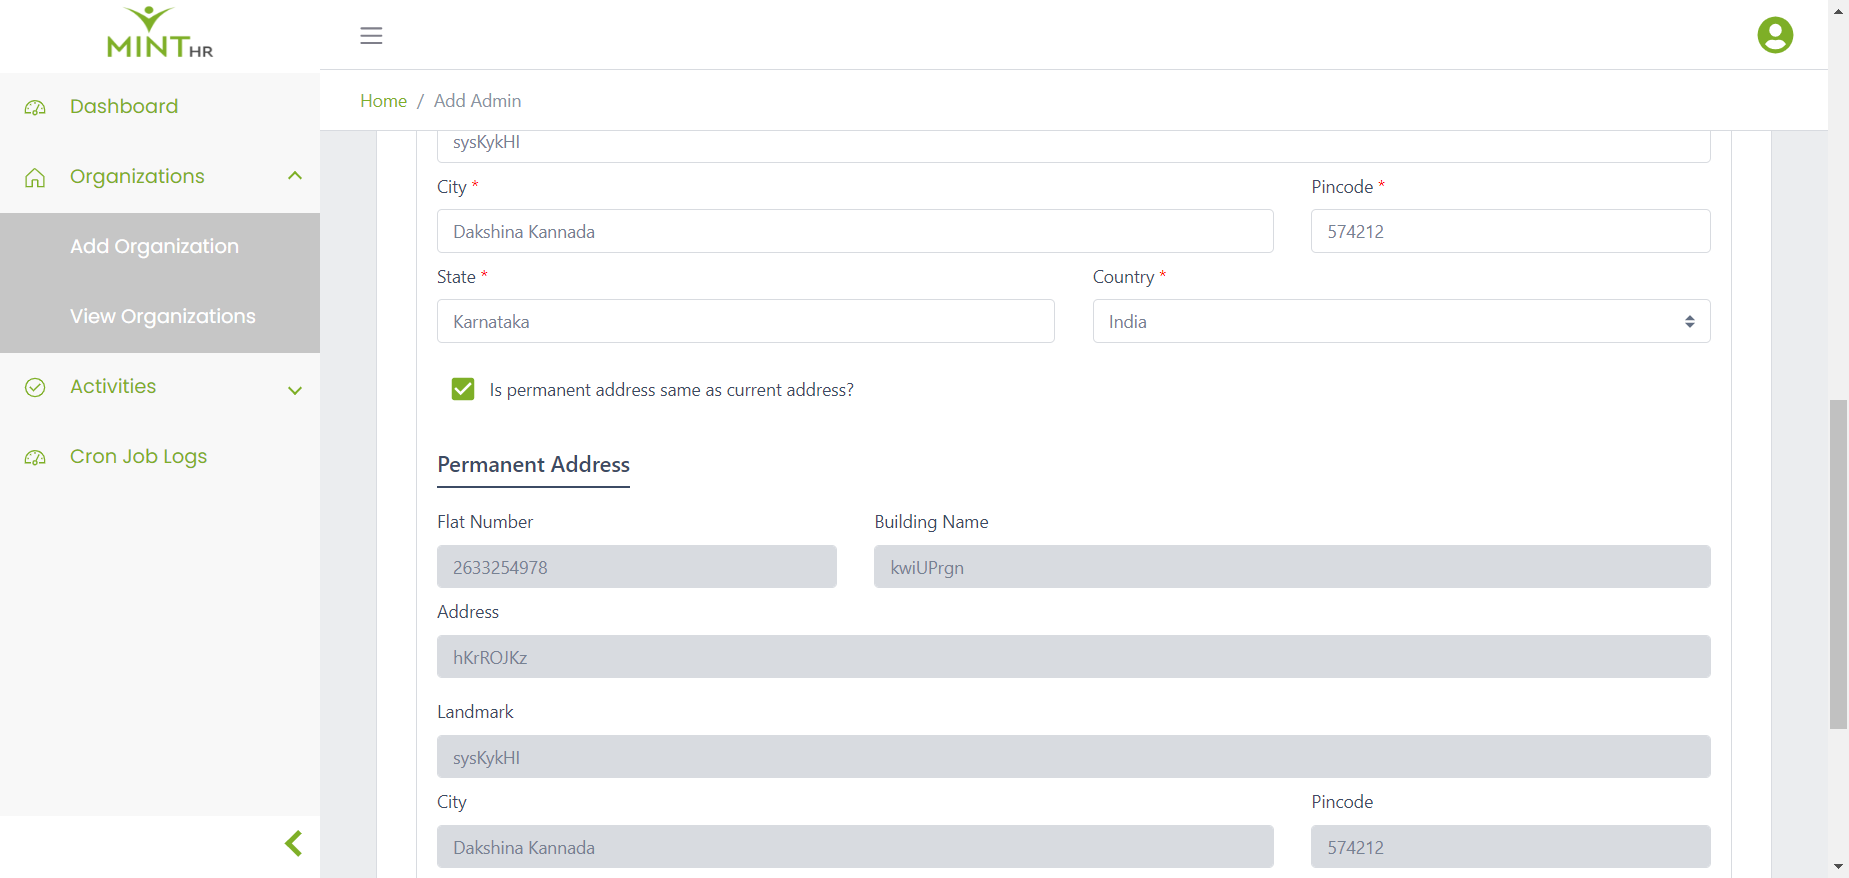 MINT HR
Dashboard
Organizations
Add Organization
View Organizations
Activities
Cron Job Logs
Home / Add Admin
sysKykHI
City *
Pincode *
Dakshina Kannada
574212
State *
Country *
Karnataka
India
Is permanent address same as current address?
Permanent Address
Flat Number
Building Name
2633254978
kwiUPrgn
Address
hKrROJKz
Landmark
sysKykHI
City
Pincode
Dakshina Kannada
574212